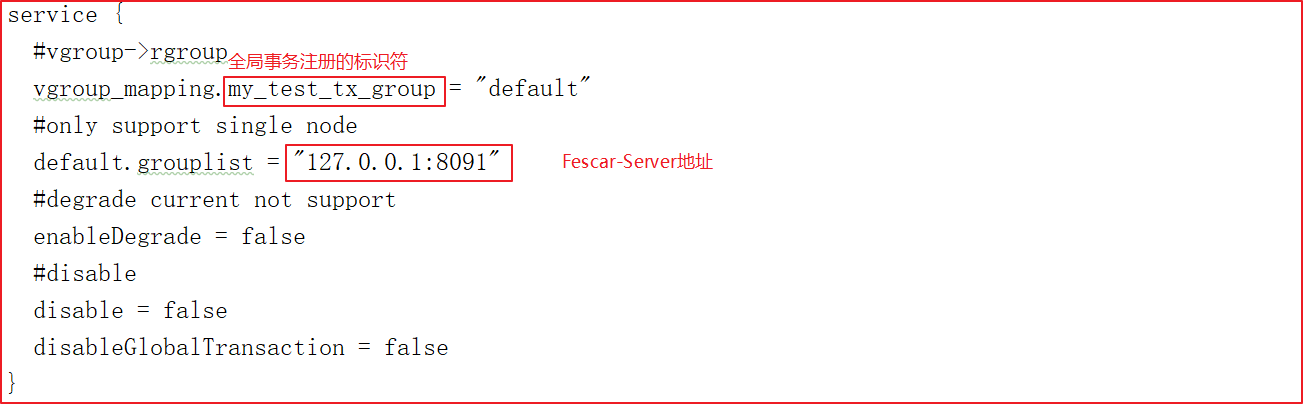 service {
#vgroup->rgroup
全局事务注册的标识符
vgroup_mapping.my_test_tx_group = "default"
#only support single node
default.grouplist = "127.0.0.1:8091"
Fescar-Server地址
#degrade current not support
enableDegrade = false
#disable
disable = false
disableGlobalTransaction = false
}